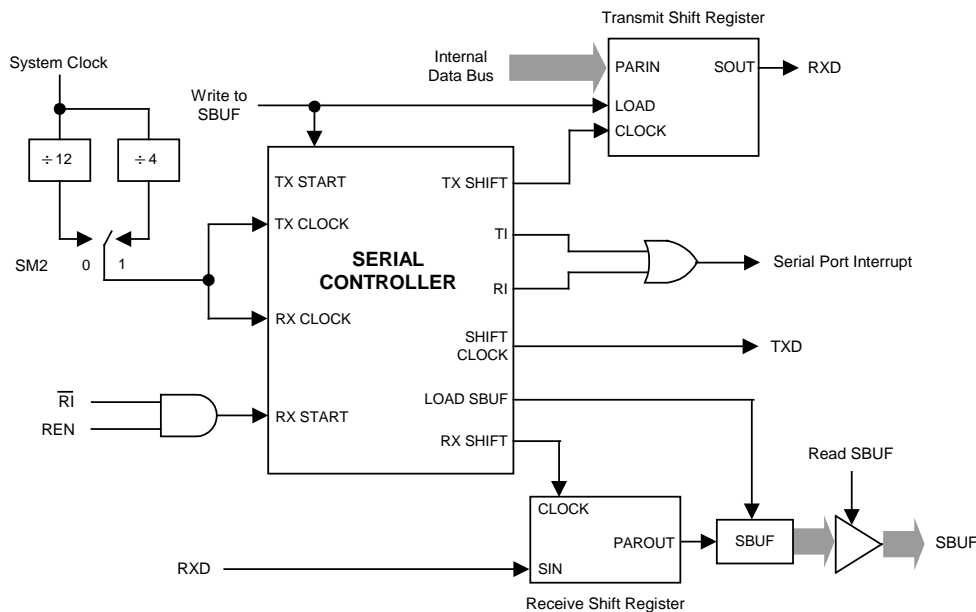 Transmit Shift Register
System Clock
Internal
Data Bus
PARIN
SOUT
RXD
Write to
SBUF
LOAD
CLOCK
÷ 12
÷ 4
TX START
TX SHIFT
TX CLOCK
TI
SM2
0
1
SERIAL
CONTROLLER
Serial Port Interrupt
RI
RX CLOCK
SHIFT
CLOCK
TXD
R̅I̅
REN
RX START
LOAD SBUF
RX SHIFT
Read SBUF
CLOCK
PAROUT
SBUF
SBUF
RXD
SIN
Receive Shift Register